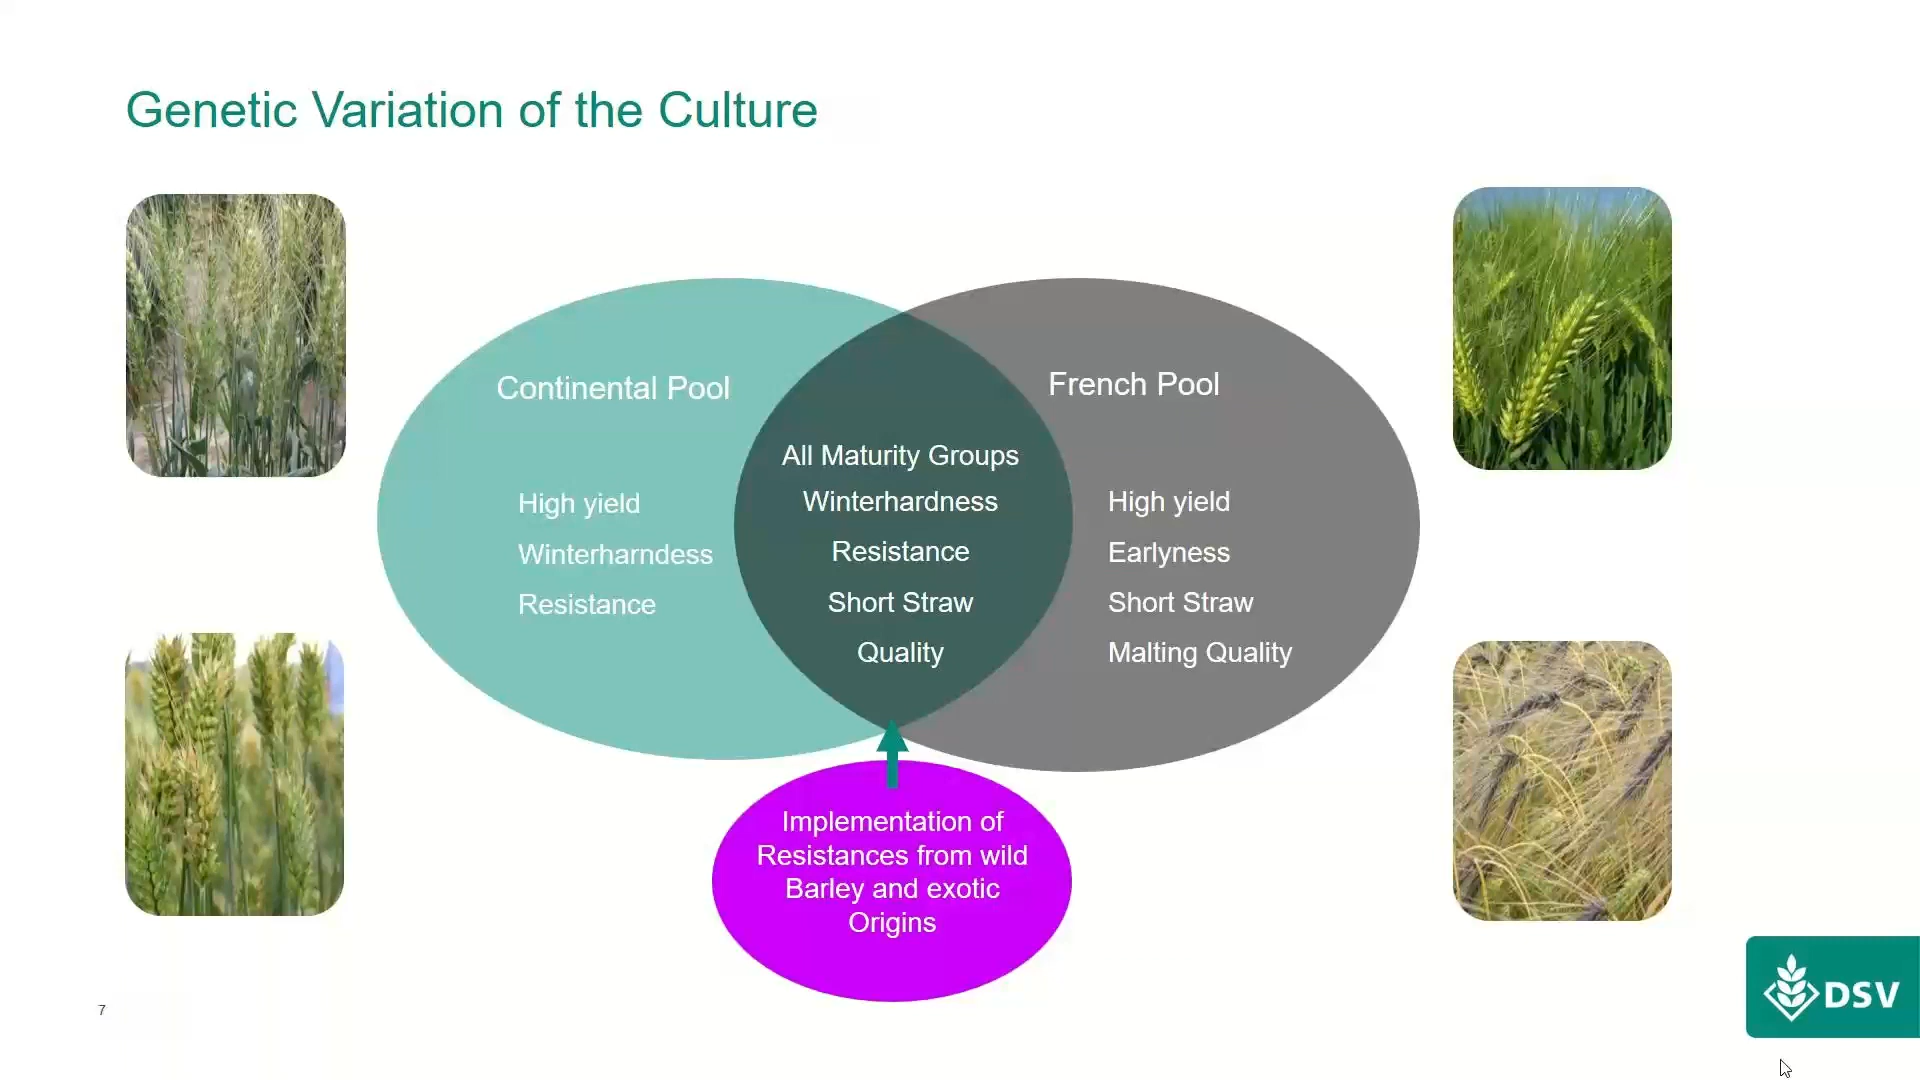 Genetic Variation of the Culture
Continental Pool
High yield
Winterharndess
Resistance
All Maturity Groups
Winterhardness
Resistance
Short Straw
Quality
French Pool
High yield
Earlyness
Short Straw
Malting Quality
Implementation of
Resistances from wild
Barley and exotic
Origins
7
DSV